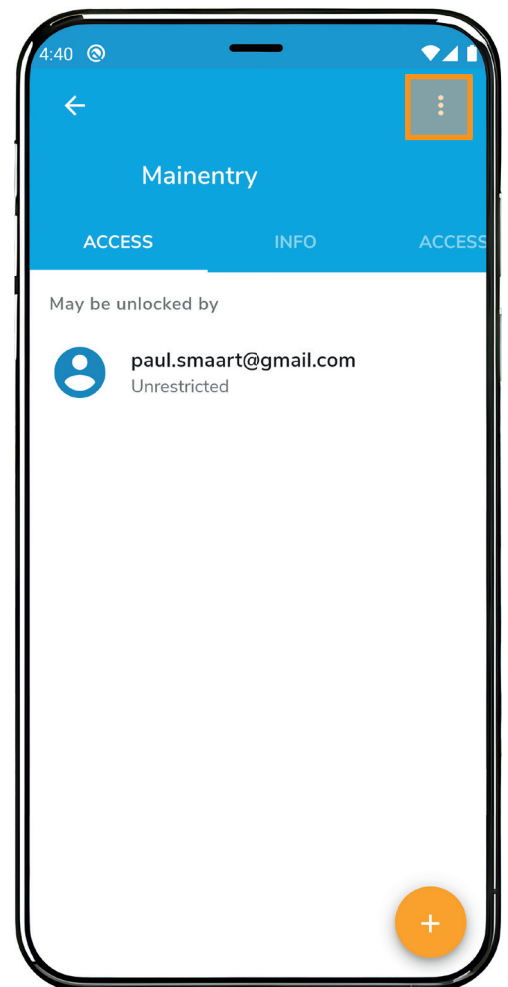 4:40
Mainentry
ACCESS INFO ACCESS
May be unlocked by
paul.smaart@gmail.com
Unrestricted
+